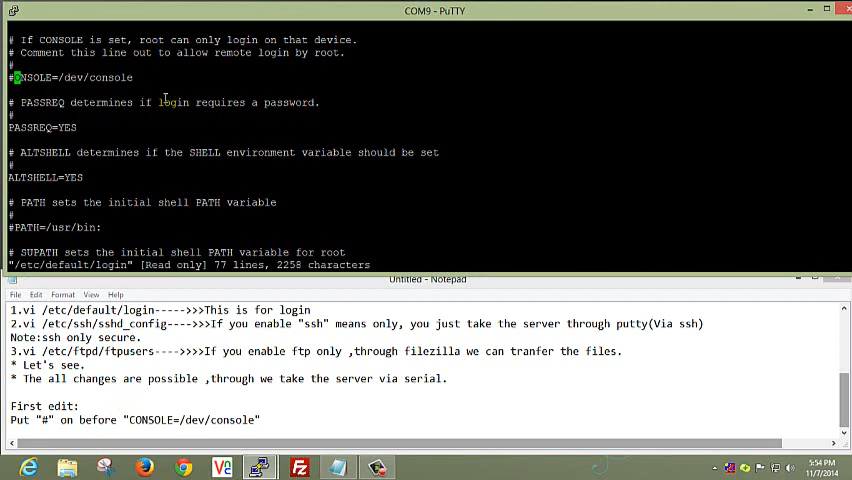 COM9 - PuTTY
# If CONSOLE is set, root can only login on that device.
# Comment this line out to allow remote login by root.
#
#ONSOLE=/dev/console
# PASSREQ determines if login requires a password.
#
PASSREQ=YES
# ALTSHELL determines if the SHELL environment variable should be set
#
ALTSHELL=YES
# PATH sets the initial shell PATH variable
#
#PATH=/usr/bin:
# SUPATH sets the initial shell PATH variable for root
"/etc/default/login" [Read only] 77 lines, 2258 characters
Untitled - Notepad
File Edit Format View Help
1.vi /etc/default/login----->>>This is for login
2.vi /etc/ssh/sshd_config---->>>If you enable "ssh" means only, you just take the server through putty(Via ssh)
Note:ssh only secure.
3.vi /etc/ftpd/ftpusers---->>>If you enable ftp only ,through filezilla we can tranfer the files.
* Let's see.
* The all changes are possible ,through we take the server via serial.
First edit:
Put "#" on before "CONSOLE=/dev/console"
5:54 PM
11/7/2014